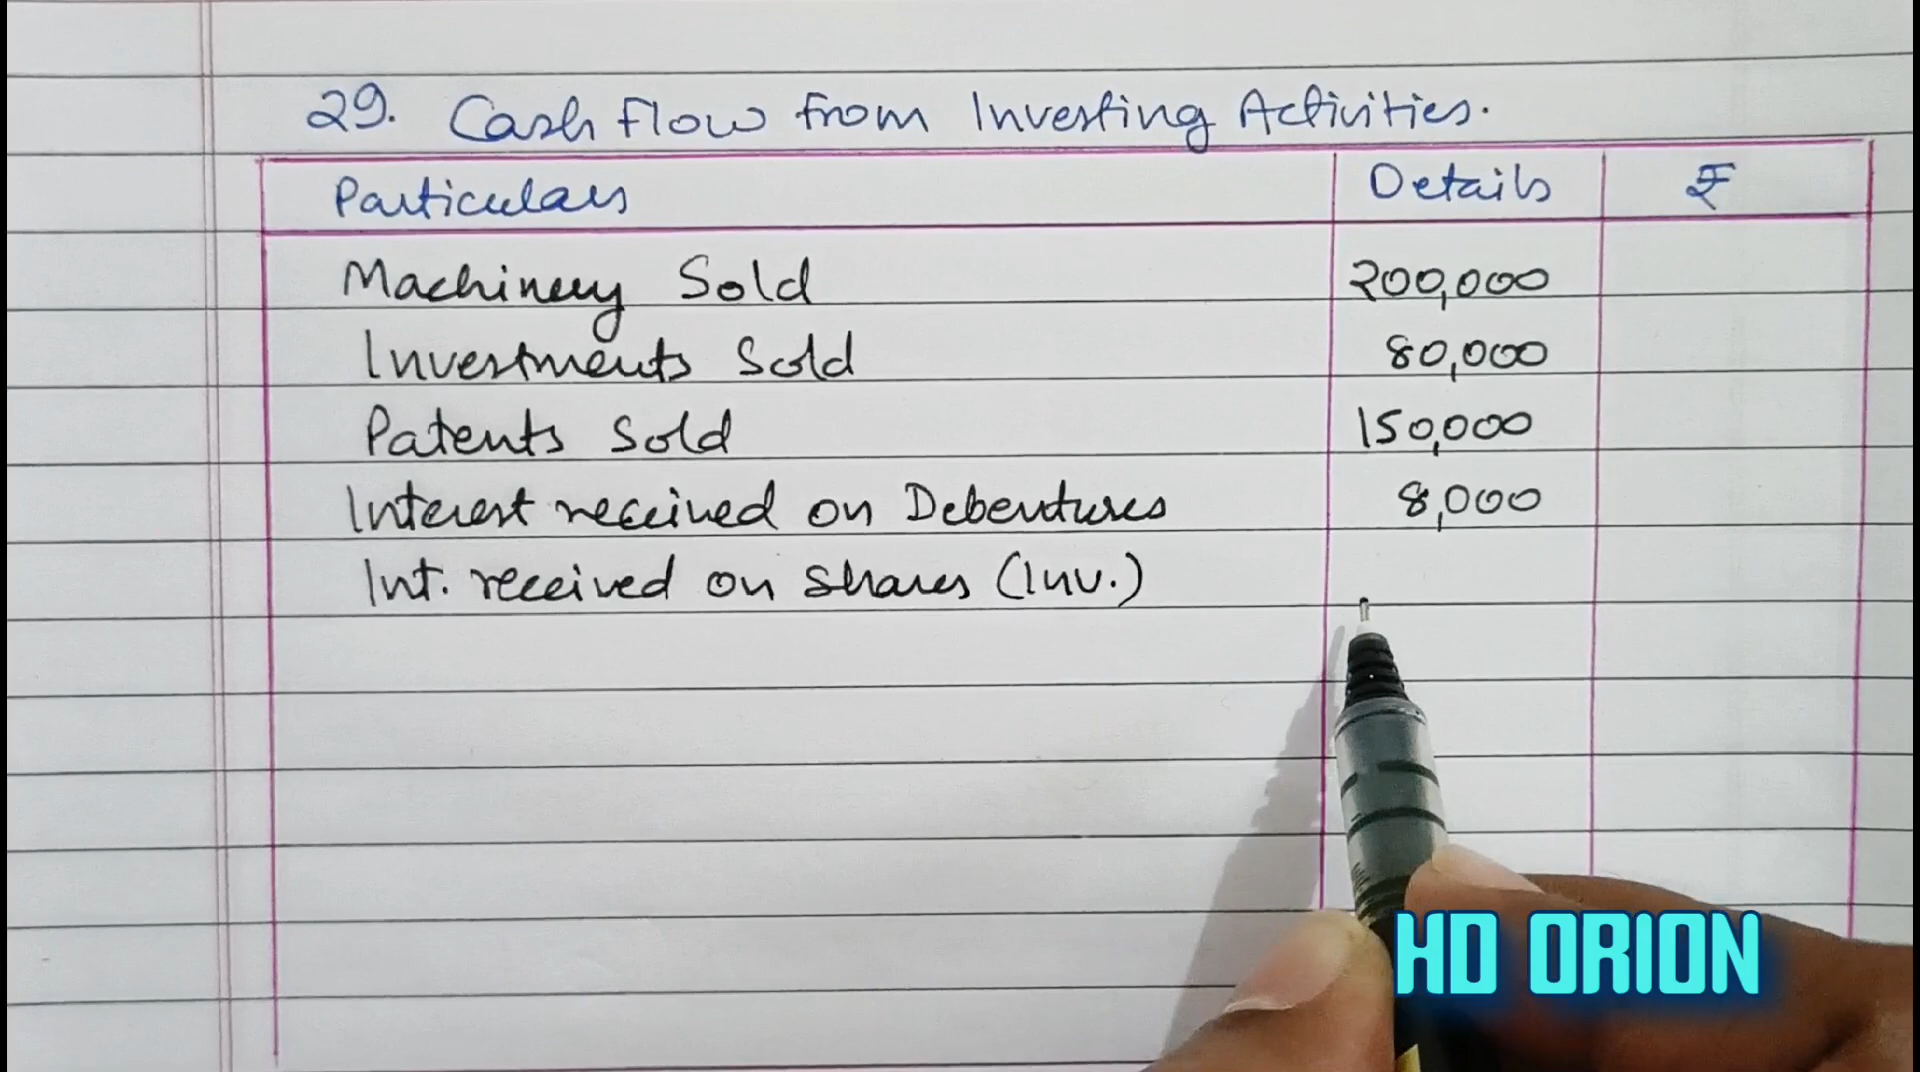 29. Cash Flow from Investing Activities.
Particulars Details ₹
Machinery Sold 200,000
Investments Sold 80,000
Patents Sold 150,000
Interest received on Debentures 8,000
Int. received on Shares (Inv.)
HD ORION